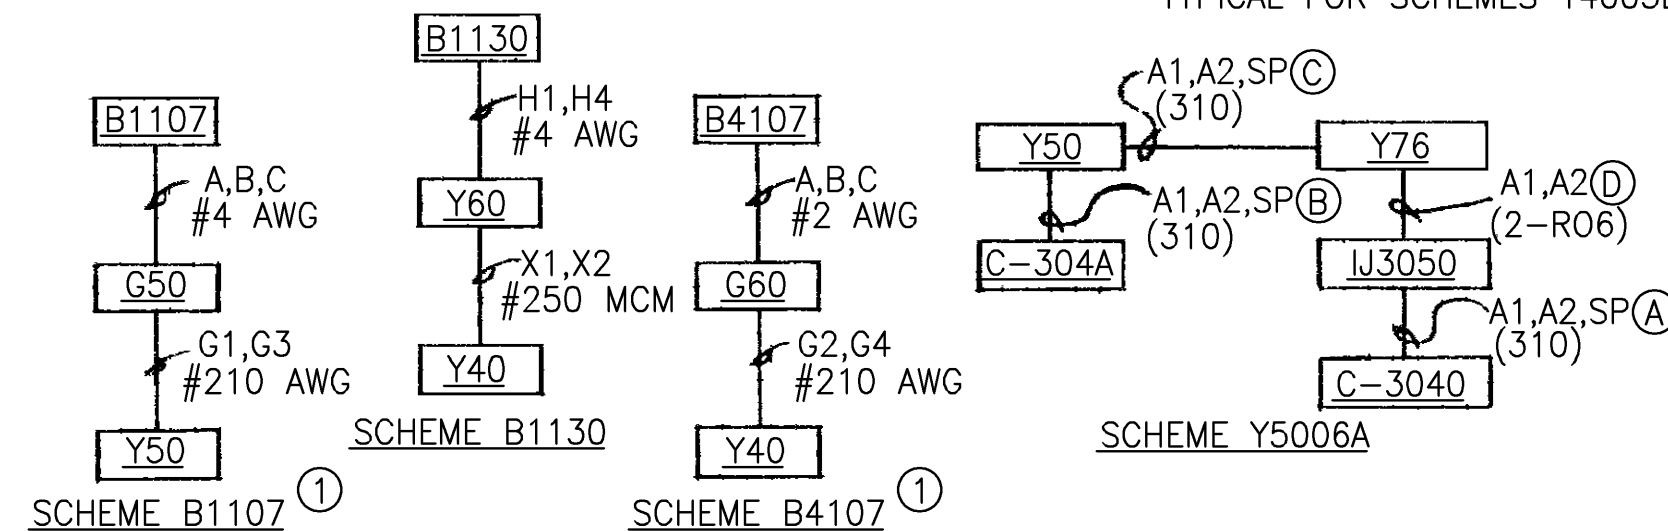 TYPICAL FOR SCHEMES
B1107
A,B,C
#4 AWG
G50
G1,G3
#210 AWG
Y50
SCHEME B1107 1
B1130
H1,H4
#4 AWG
Y60
X1,X2
#250 MCM
Y40
SCHEME B1130
B4107
A,B,C
#2 AWG
G60
G2,G4
#210 AWG
Y40
SCHEME B4107 1
A1,A2,SP C
(310)
Y50
Y76
A1,A2,SP B
(310)
A1,A2 D
(2-R06)
C-304A
IJ3050
A1,A2,SP A
(310)
C-3040
SCHEME Y5006A